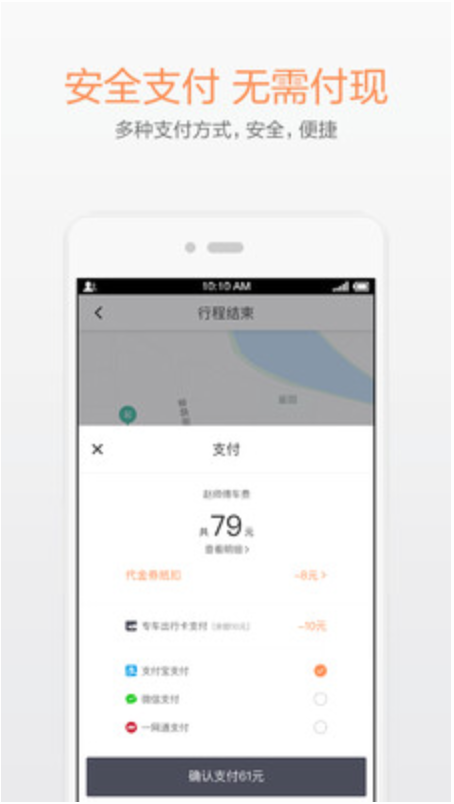 安全支付 无需付现
多种支付方式，安全，便捷
10:10 AM
行程结束
支付
赵师傅车费
共79元
查看明细>
代金券抵扣 -8元>
专车出行卡支付 -10元
支付宝支付
微信支付
一网通支付
确认支付61元